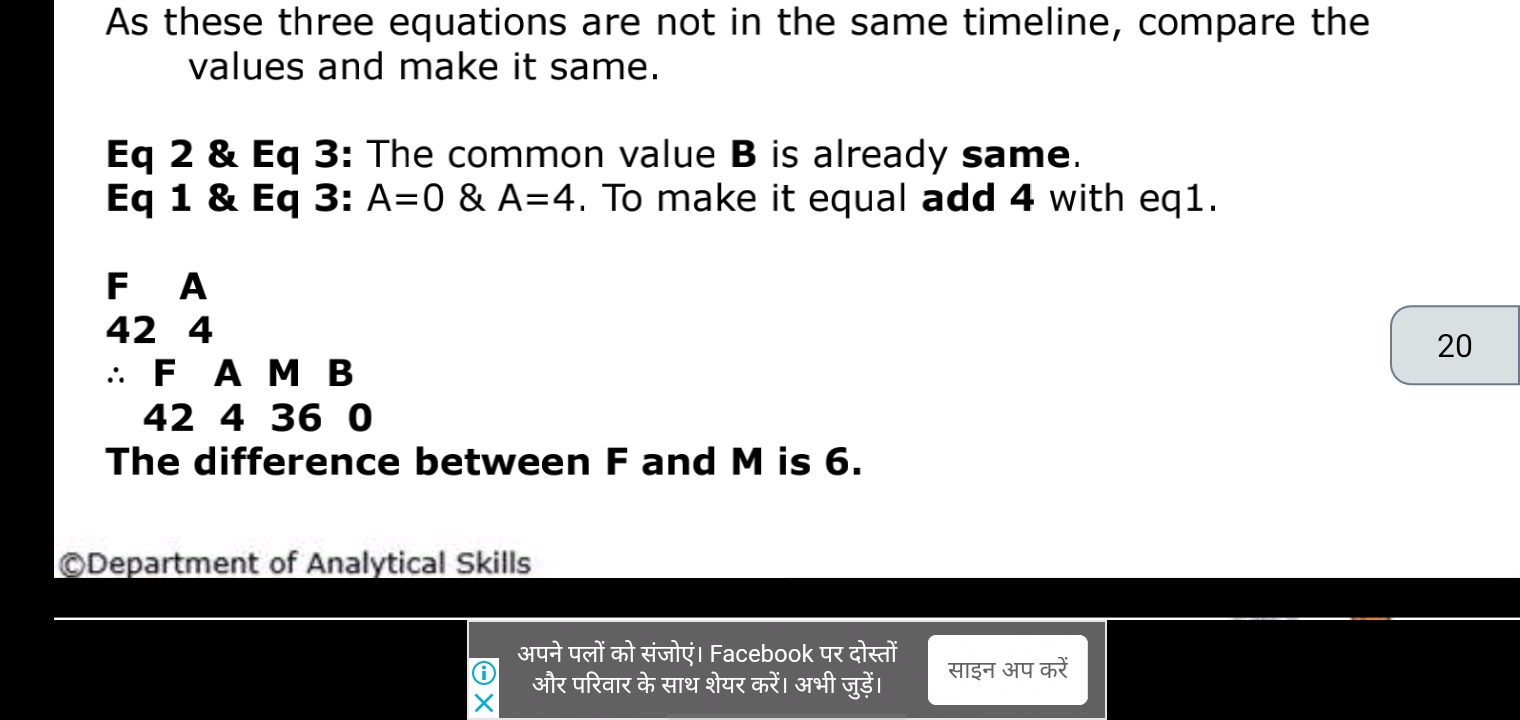 As these three equations are not in the same timeline, compare the
values and make it same.
Eq 2 & Eq 3: The common value B is already same.
Eq 1 & Eq 3: A=0 & A=4. To make it equal add 4 with eq1.
F A
42 4
∴ F A M B
42 4 36 0
The difference between F and M is 6.
20
©Department of Analytical Skills
अपने पलों को संजोएं। Facebook पर दोस्तों
और परिवार के साथ शेयर करें। अभी जुड़ें।
साइन अप करें